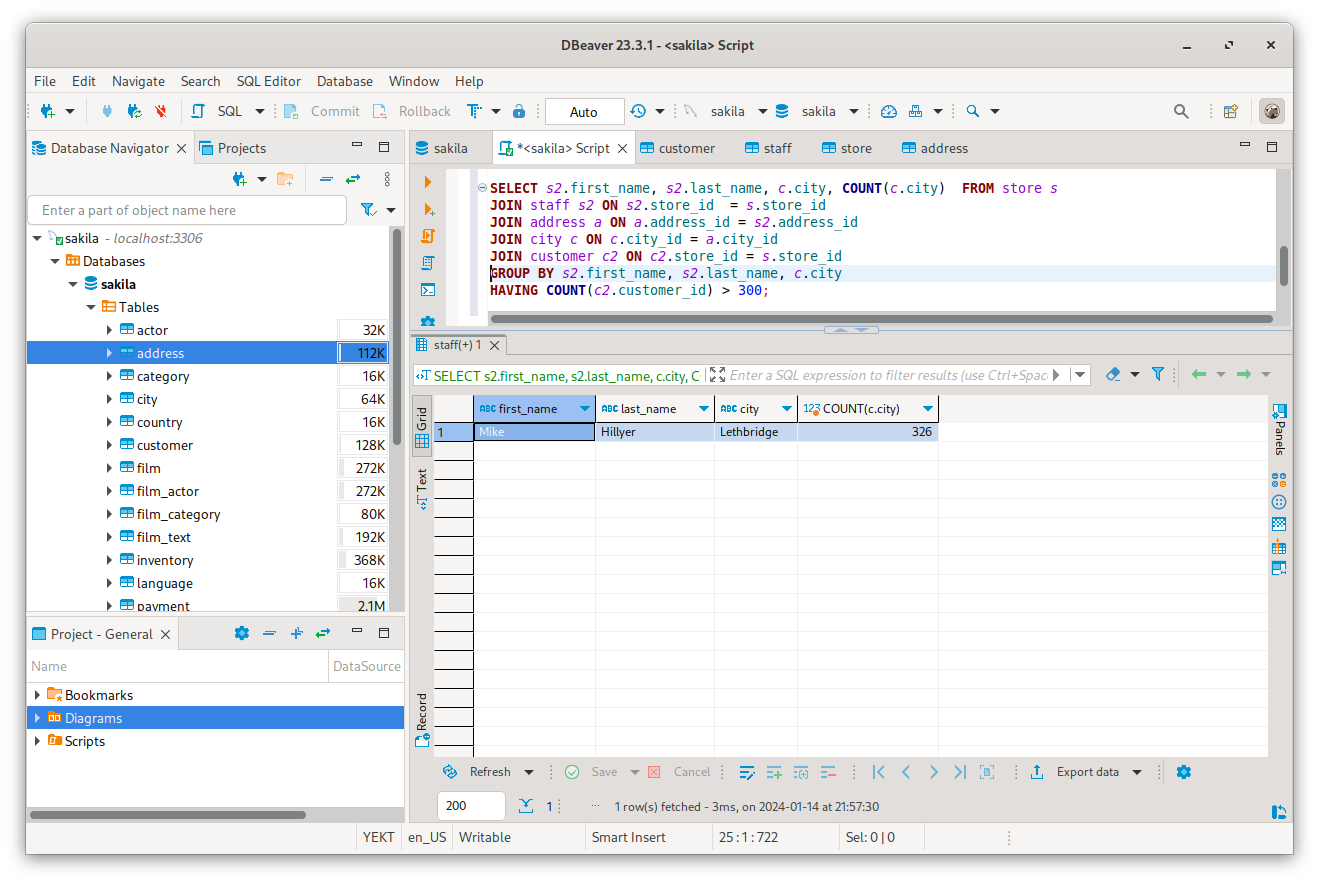 DBeaver 23.3.1 - <sakila> Script
File Edit Navigate Search SQL Editor Database Window Help
SQL Commit Rollback Auto sakila sakila
Database Navigator Projects
Enter a part of object name here
sakila - localhost:3306
Databases
sakila
Tables
actor 32K
address 112K
category 16K
city 64K
country 16K
customer 128K
film 272K
film_actor 272K
film_category 80K
film_text 192K
inventory 368K
language 16K
payment 2.1M
Project - General
Name DataSource
Bookmarks
Diagrams
Scripts
sakila *<sakila> Script customer staff store address
SELECT s2.first_name, s2.last_name, c.city, COUNT(c.city)  FROM store s
JOIN staff s2 ON s2.store_id  = s.store_id
JOIN address a ON a.address_id = s2.address_id
JOIN city c ON c.city_id = a.city_id
JOIN customer c2 ON c2.store_id = s.store_id
GROUP BY s2.first_name, s2.last_name, c.city
HAVING COUNT(c2.customer_id) > 300;
staff(+) 1
SELECT s2.first_name, s2.last_name, c.city, C Enter a SQL expression to filter results (use Ctrl+Spac
Grid
Text
Record
ABC first_name ABC last_name ABC city 123 COUNT(c.city)
1 Mike Hillyer Lethbridge 326
Panels
Refresh Save Cancel Export data
200 1 ... 1 row(s) fetched - 3ms, on 2024-01-14 at 21:57:30
YEKT en_US Writable Smart Insert 25 : 1 : 722 Sel: 0 | 0